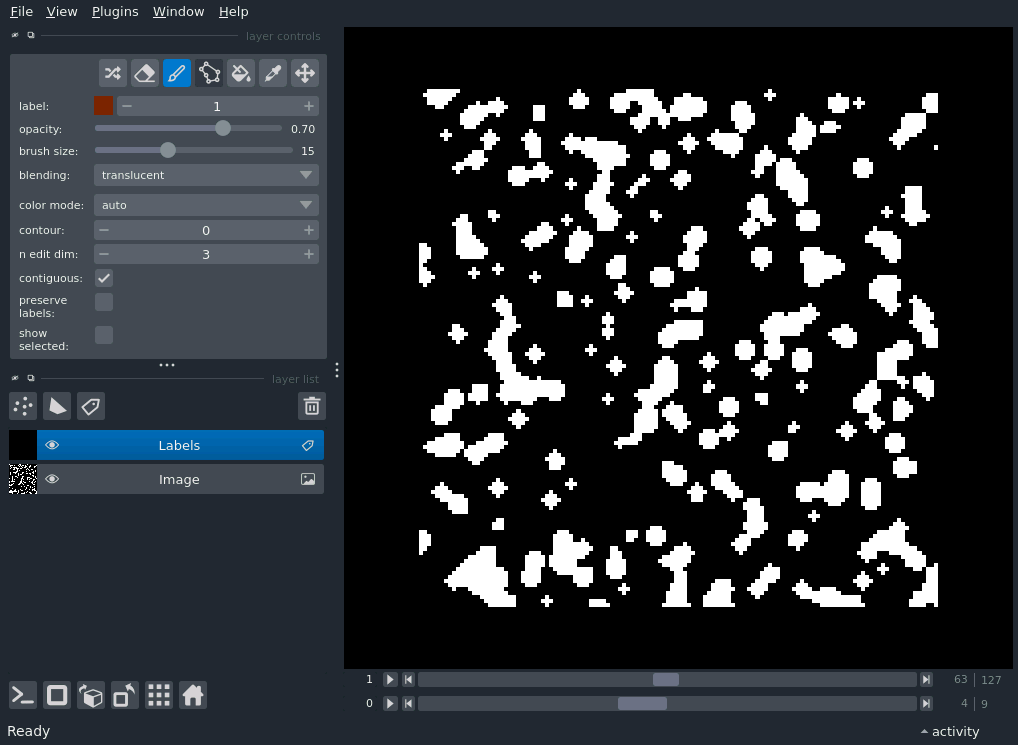 File View Plugins Window Help
layer controls
label: 1
opacity: 0.70
brush size: 15
blending: translucent
color mode: auto
contour: 0
n edit dim: 3
contiguous:
preserve
labels:
show
selected:
layer list
Labels
Image
1 63 127
0 4 9
Ready
activity